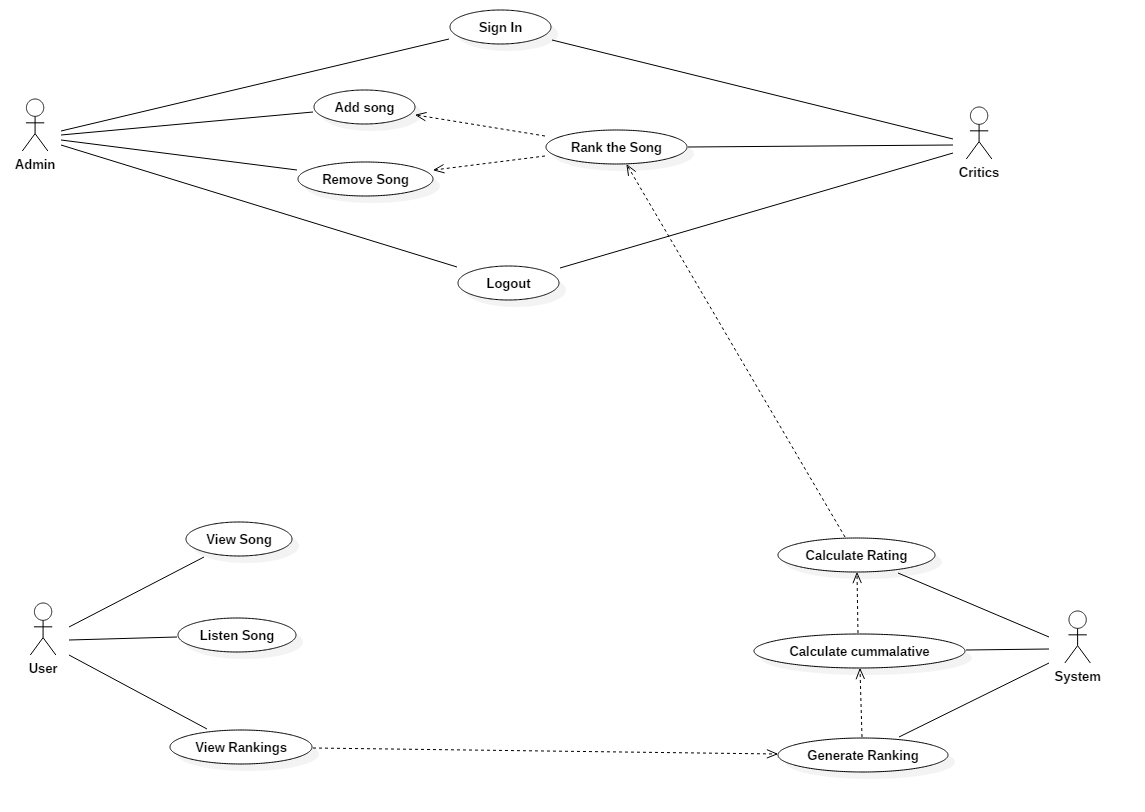 Sign In
Add song
Rank the Song
Admin
Critics
Remove Song
Logout
View Song
Calculate Rating
Listen Song
Calculate cummalative
User
System
View Rankings
Generate Ranking